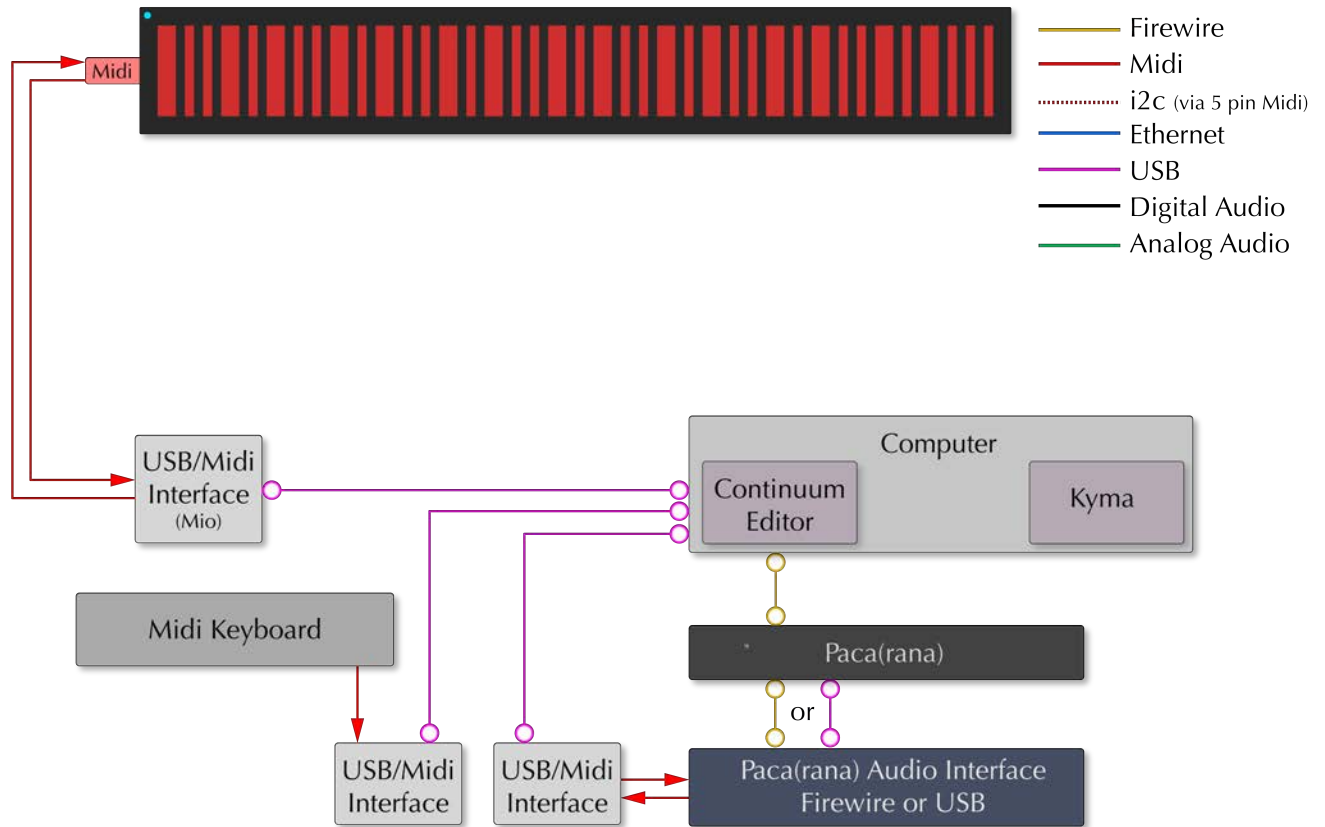 Midi
Firewire
Midi
i2c (via 5 pin Midi)
Ethernet
USB
Digital Audio
Analog Audio
USB/Midi
Interface
(Mio)
Computer
Continuum
Editor
Kyma
Midi Keyboard
Paca(rana)
or
USB/Midi
Interface
USB/Midi
Interface
Paca(rana) Audio Interface
Firewire or USB